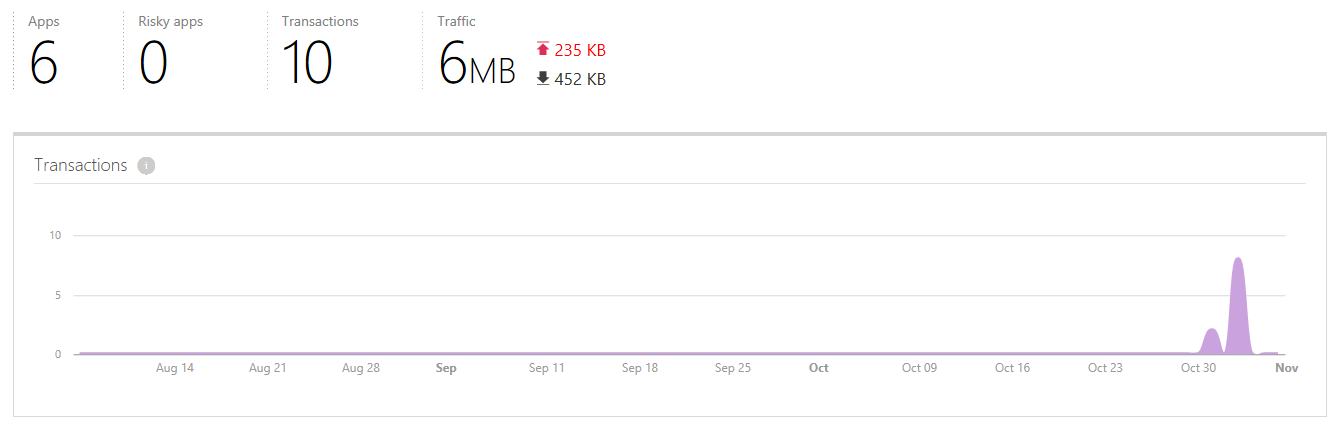 Apps
6
Risky apps
0
Transactions
10
Traffic
6MB
235 KB
452 KB
Transactions i
10
5
0
Aug 14 Aug 21 Aug 28 Sep Sep 11 Sep 18 Sep 25 Oct Oct 09 Oct 16 Oct 23 Oct 30 Nov